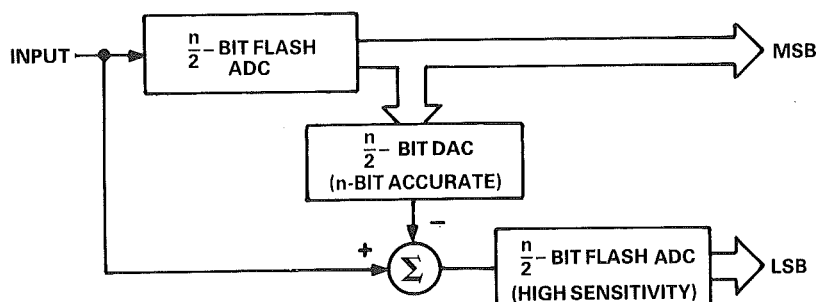 INPUT
n/2 – BIT FLASH
ADC
MSB
n/2 – BIT DAC
(n-BIT ACCURATE)
–
+
Σ
n/2 – BIT FLASH ADC
(HIGH SENSITIVITY)
LSB